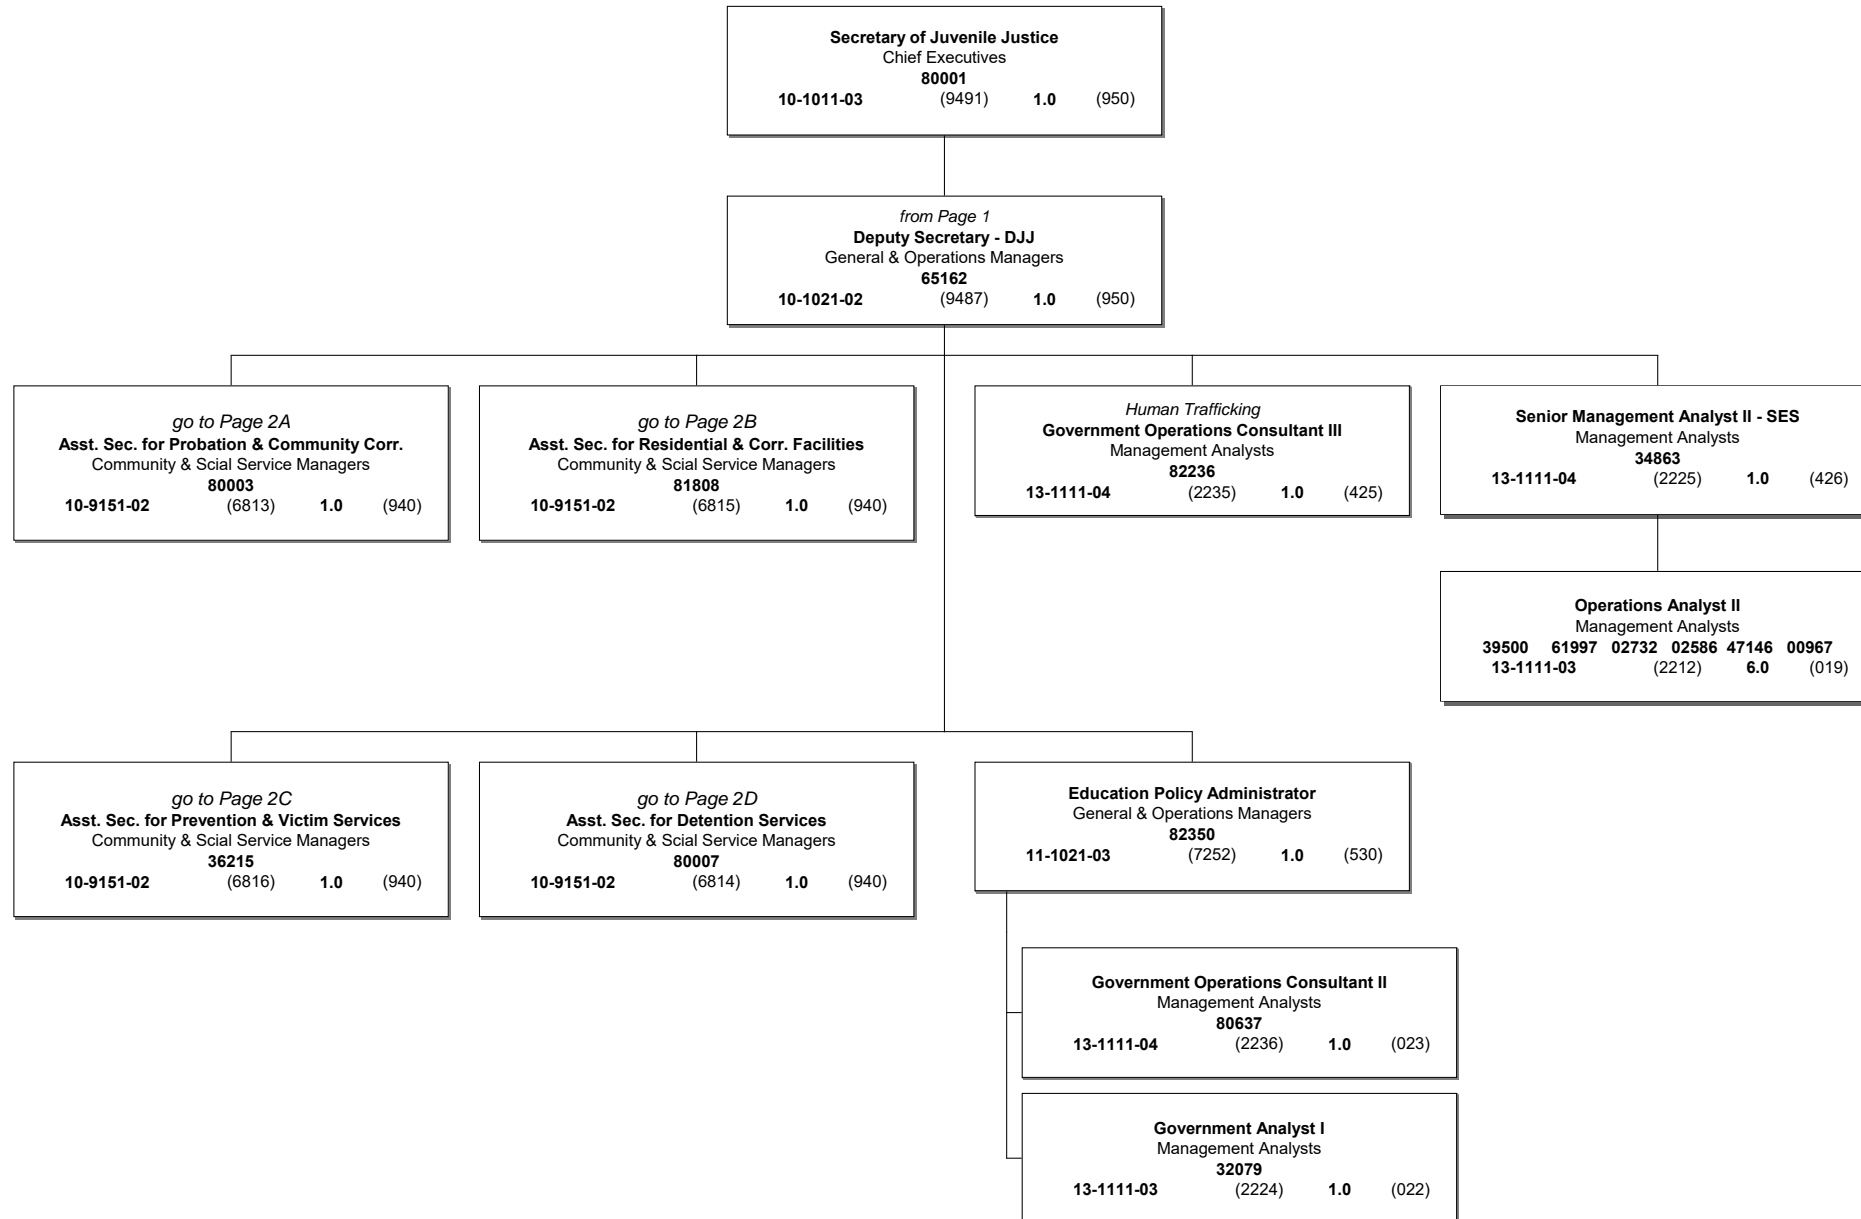 Secretary of Juvenile Justice
Chief Executives
80001
10-1011-03 (9491) 1.0 (950)
from Page 1
Deputy Secretary - DJJ
General & Operations Managers
65162
10-1021-02 (9487) 1.0 (950)
go to Page 2A
Asst. Sec. for Probation & Community Corr.
Community & Scial Service Managers
80003
10-9151-02 (6813) 1.0 (940)
go to Page 2B
Asst. Sec. for Residential & Corr. Facilities
Community & Scial Service Managers
81808
10-9151-02 (6815) 1.0 (940)
Human Trafficking
Government Operations Consultant III
Management Analysts
82236
13-1111-04 (2235) 1.0 (425)
Senior Management Analyst II - SES
Management Analysts
34863
13-1111-04 (2225) 1.0 (426)
Operations Analyst II
Management Analysts
39500 61997 02732 02586 47146 00967
13-1111-03 (2212) 6.0 (019)
go to Page 2C
Asst. Sec. for Prevention & Victim Services
Community & Scial Service Managers
36215
10-9151-02 (6816) 1.0 (940)
go to Page 2D
Asst. Sec. for Detention Services
Community & Scial Service Managers
80007
10-9151-02 (6814) 1.0 (940)
Education Policy Administrator
General & Operations Managers
82350
11-1021-03 (7252) 1.0 (530)
Government Operations Consultant II
Management Analysts
80637
13-1111-04 (2236) 1.0 (023)
Government Analyst I
Management Analysts
32079
13-1111-03 (2224) 1.0 (022)